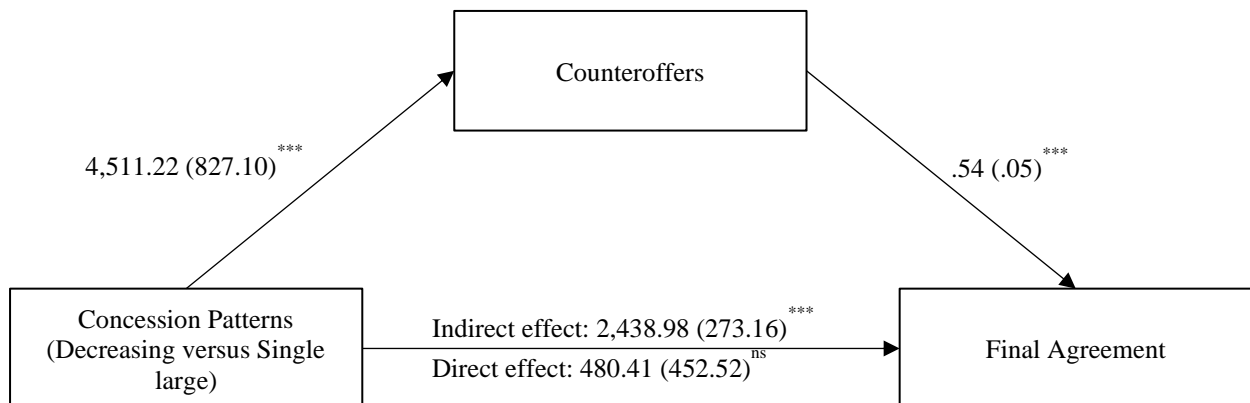 Counteroffers
4,511.22 (827.10)***
.54 (.05)***
Concession Patterns
(Decreasing versus Single
large)
Indirect effect: 2,438.98 (273.16)***
Direct effect: 480.41 (452.52)ns
Final Agreement